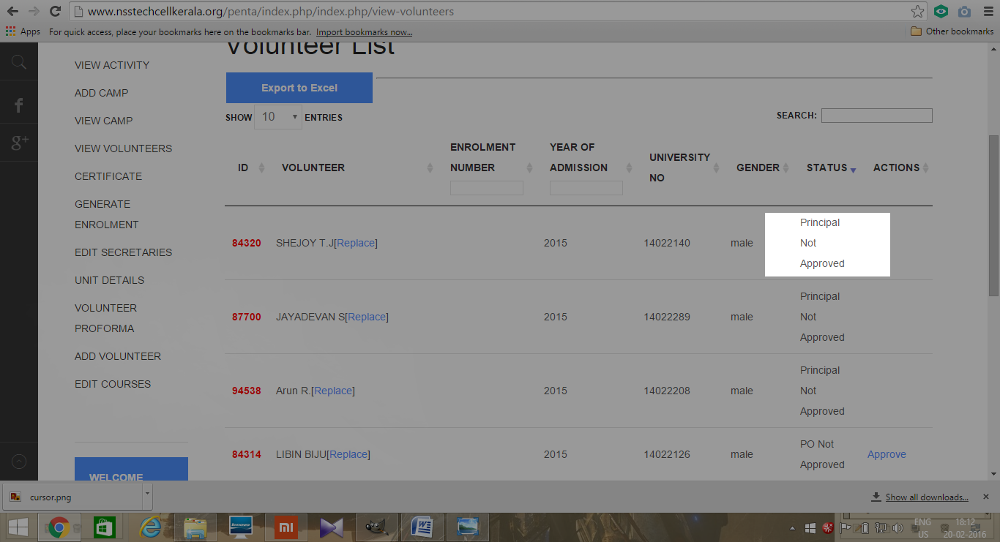 www.nsstechcellkerala.org/penta/index.php/index.php/view-volunteers
Apps For quick access, place your bookmarks here on the bookmarks bar. Import bookmarks now... Other bookmarks
Volunteer List
VIEW ACTIVITY
ADD CAMP
VIEW CAMP
VIEW VOLUNTEERS
CERTIFICATE
GENERATE
ENROLMENT
EDIT SECRETARIES
UNIT DETAILS
VOLUNTEER
PROFORMA
ADD VOLUNTEER
EDIT COURSES
WELCOME
f
g+
Export to Excel
SHOW 10 ENTRIES
SEARCH:
ID
VOLUNTEER
ENROLMENT
NUMBER
YEAR OF
ADMISSION
UNIVERSITY
NO
GENDER
STATUS
ACTIONS
84320 SHEJOY T.J[Replace] 2015 14022140 male
Principal
Not
Approved
87700 JAYADEVAN S[Replace] 2015 14022289 male
Principal
Not
Approved
94538 Arun R.[Replace] 2015 14022208 male
Principal
Not
Approved
84314 LIBIN BIJU[Replace] 2015 14022126 male
PO Not
Approved
Approve
cursor.png
Show all downloads...
lenovo
mi
W
ENG
US
18:12
20-02-2016